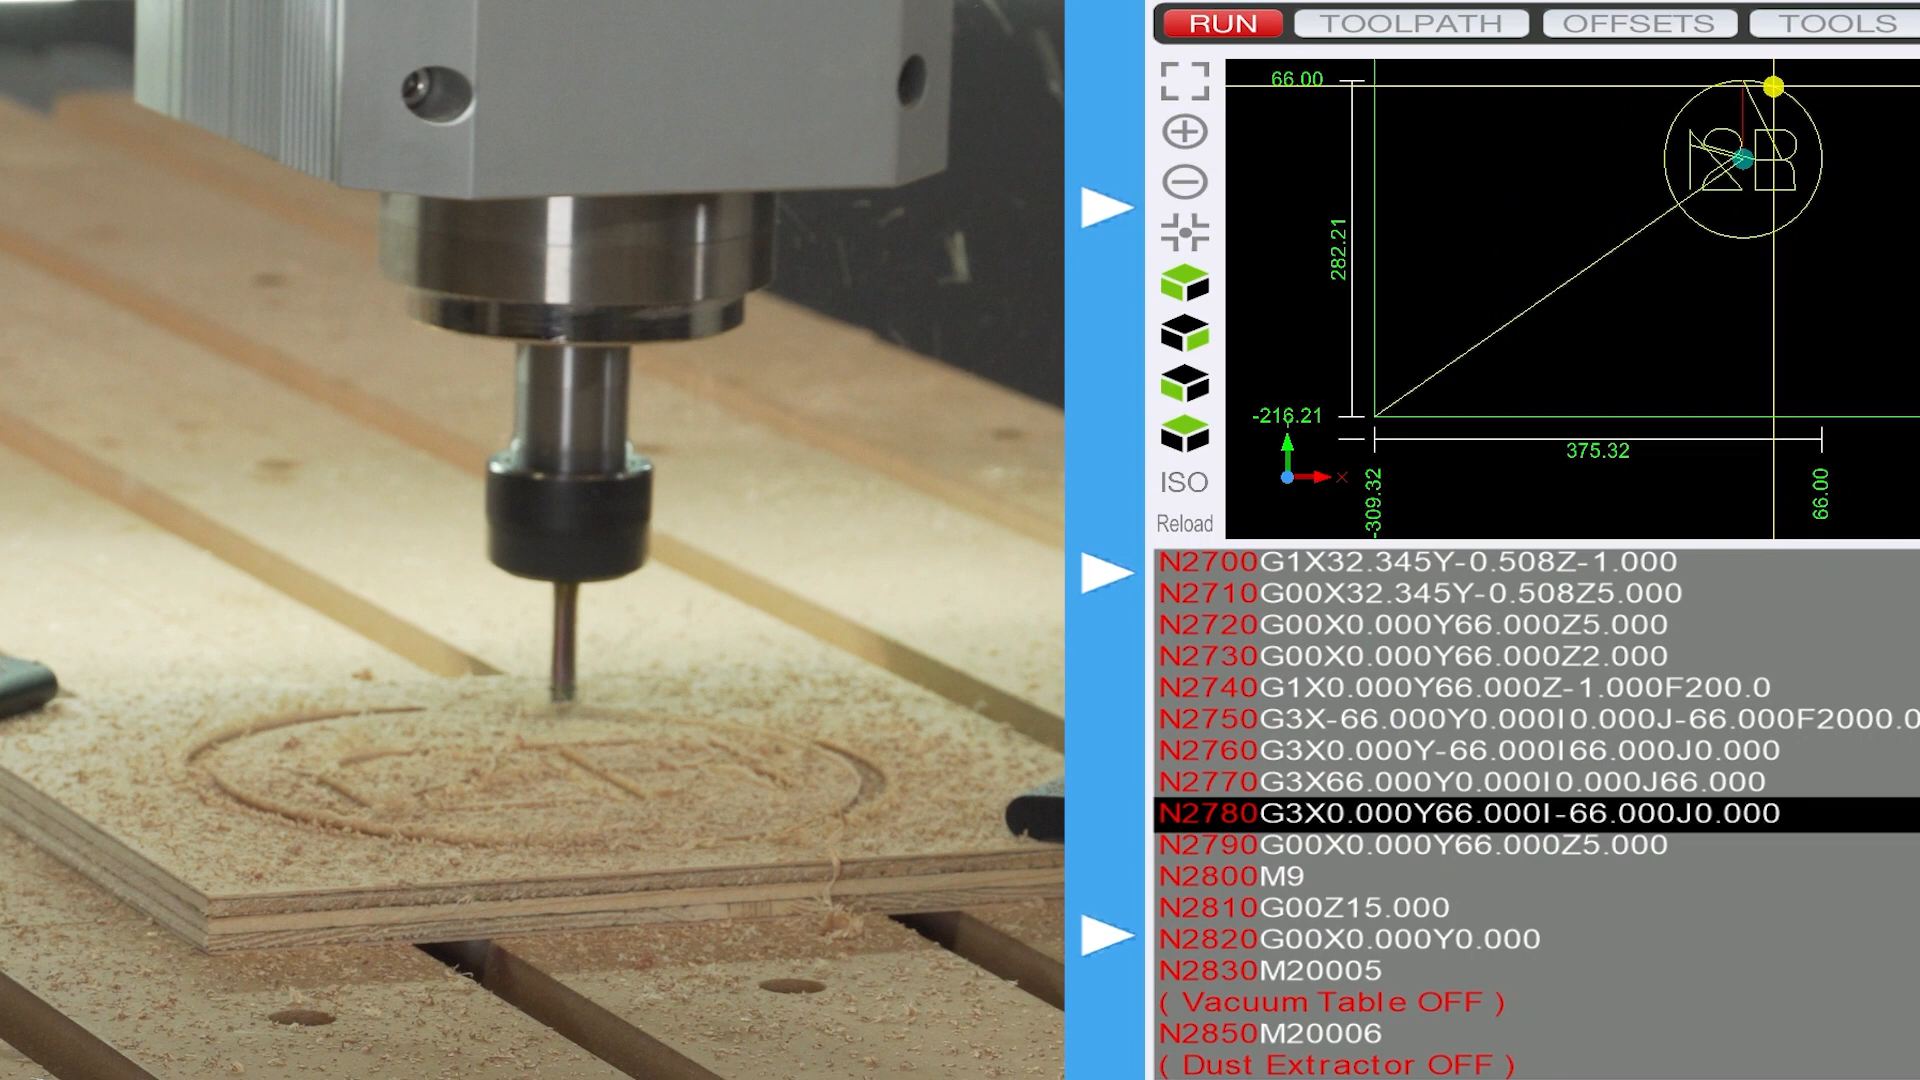 RUN TOOLPATH OFFSETS TOOLS
66.00
282.21
-216.21
375.32
X
-309.32
66.00
ISO
Reload
N2700G1X32.345Y-0.508Z-1.000
N2710G00X32.345Y-0.508Z5.000
N2720G00X0.000Y66.000Z5.000
N2730G00X0.000Y66.000Z2.000
N2740G1X0.000Y66.000Z-1.000F200.0
N2750G3X-66.000Y0.000I0.000J-66.000F2000.0
N2760G3X0.000Y-66.000I66.000J0.000
N2770G3X66.000Y0.000I0.000J66.000
N2780G3X0.000Y66.000I-66.000J0.000
N2790G00X0.000Y66.000Z5.000
N2800M9
N2810G00Z15.000
N2820G00X0.000Y0.000
N2830M20005
( Vacuum Table OFF )
N2850M20006
( Dust Extractor OFF )